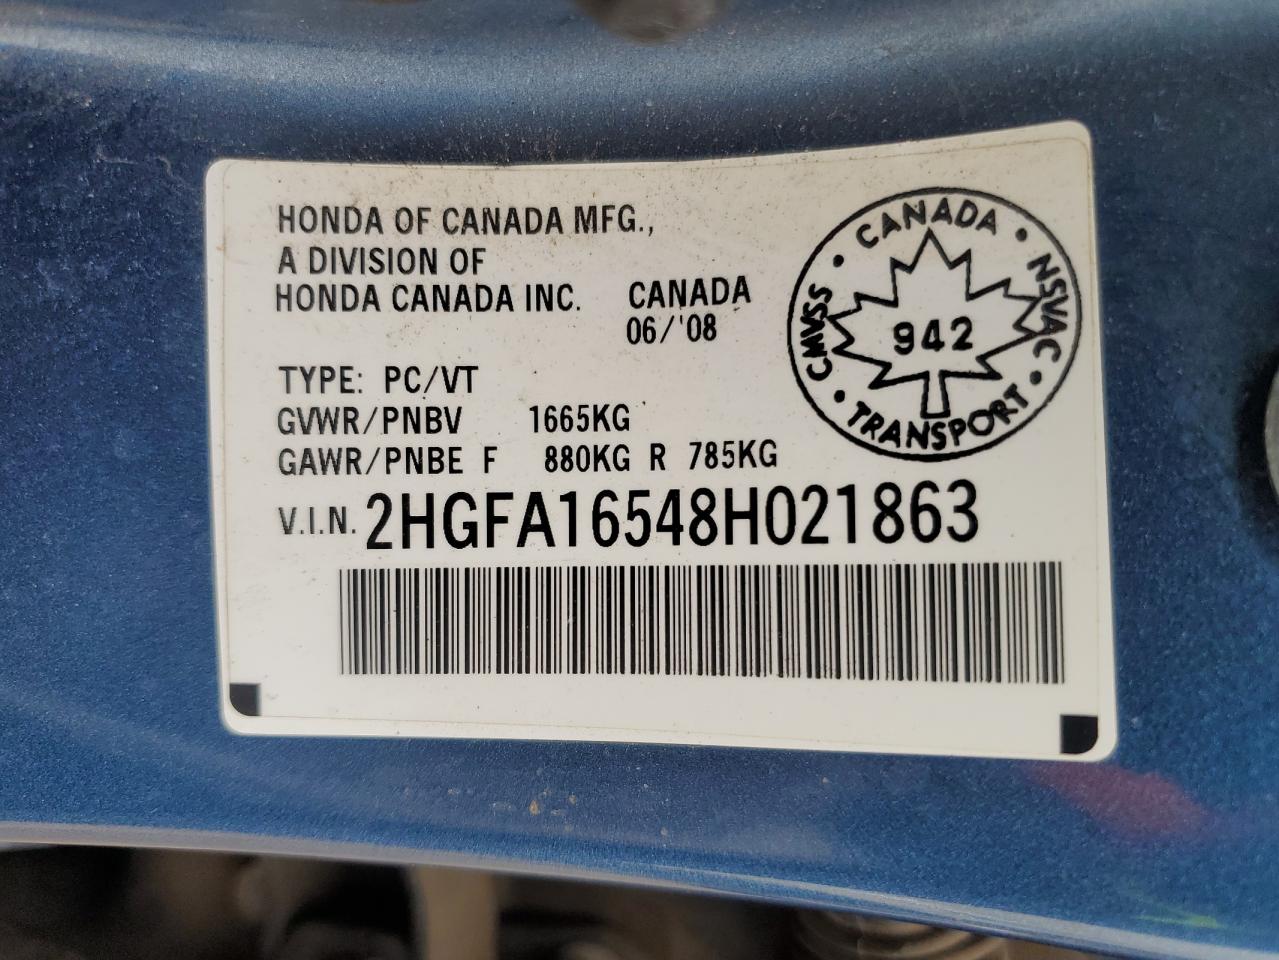 HONDA OF CANADA MFG.,
A DIVISION OF
HONDA CANADA INC. CANADA
06/'08
TYPE: PC/VT
GVWR/PNBV 1665KG
GAWR/PNBE F 880KG R 785KG
V.I.N. 2HGFA16548H021863
CANADA • NSVAC • TRANSPORT • CMVSS •
942